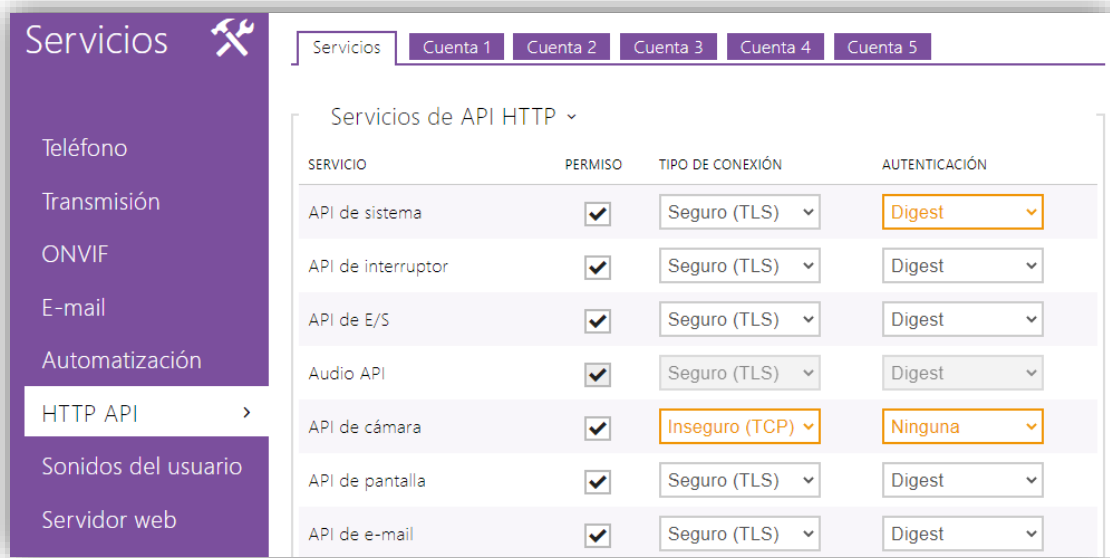 Servicios
Teléfono
Transmisión
ONVIF
E-mail
Automatización
HTTP API
Sonidos del usuario
Servidor web
Servicios Cuenta 1 Cuenta 2 Cuenta 3 Cuenta 4 Cuenta 5
Servicios de API HTTP
SERVICIO PERMISO TIPO DE CONEXIÓN AUTENTICACIÓN
API de sistema Seguro (TLS) Digest
API de interruptor Seguro (TLS) Digest
API de E/S Seguro (TLS) Digest
Audio API Seguro (TLS) Digest
API de cámara Inseguro (TCP) Ninguna
API de pantalla Seguro (TLS) Digest
API de e-mail Seguro (TLS) Digest